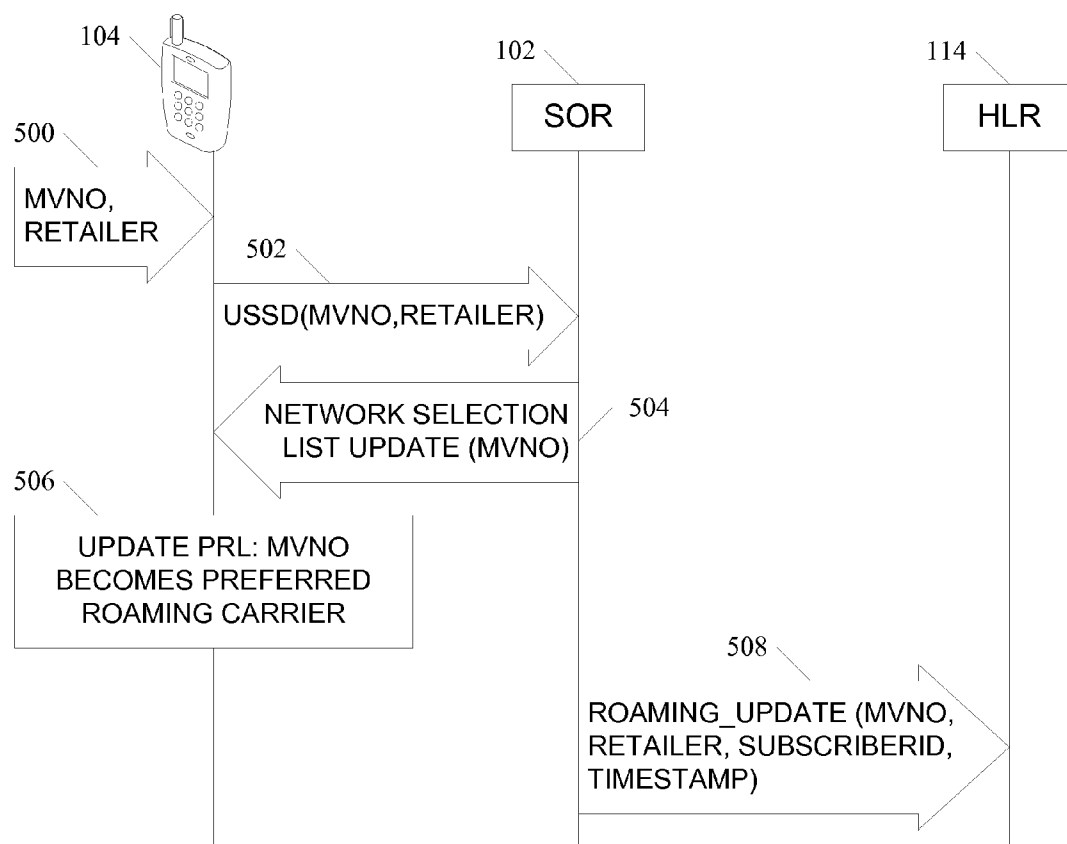 104
102
114
SOR
HLR
500
MVNO,
RETAILER
502
USSD(MVNO,RETAILER)
NETWORK SELECTION
LIST UPDATE (MVNO)
504
506
UPDATE PRL: MVNO
BECOMES PREFERRED
ROAMING CARRIER
508
ROAMING_UPDATE (MVNO,
RETAILER, SUBSCRIBERID,
TIMESTAMP)